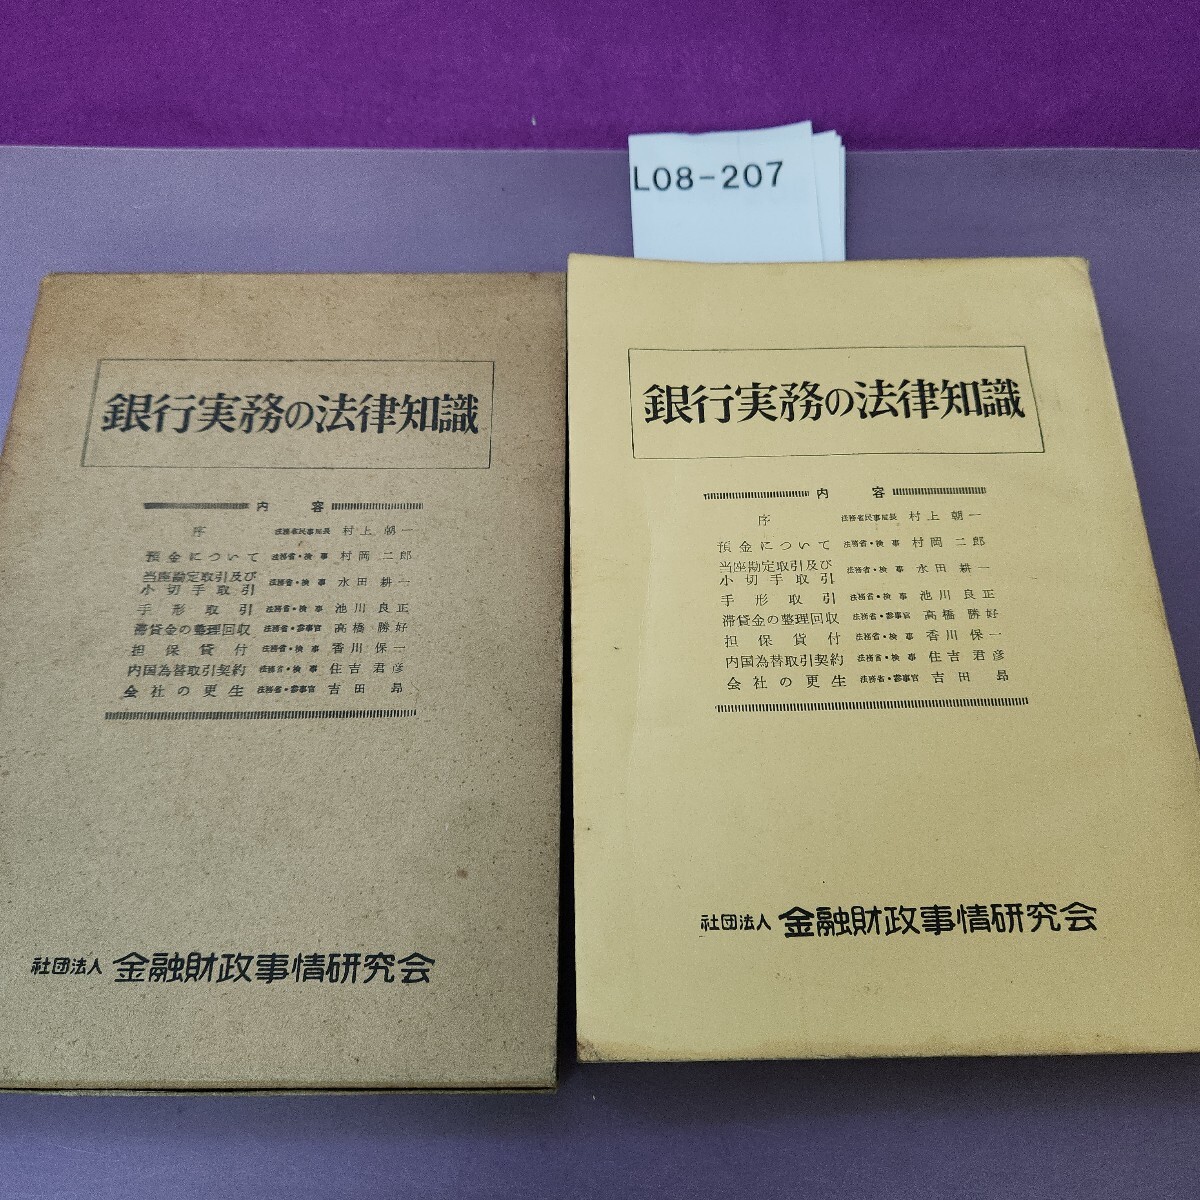 L08-207
銀行実務の法律知識
内容
序 法務省民事局長 村上朝一
預金について 法務省・検事 村岡二郎
当座勘定取引及び
小切手取引 法務省・検事 水田耕一
手形取引 法務省・検事 池川良正
滞貸金の整理回収 法務省・参事官 高橋勝好
担保貸付 法務省・検事 香川保一
内国為替取引契約 法務省・検事 住吉君彦
会社の更生 法務省・参事官 吉田昂
社団法人 金融財政事情研究会
銀行実務の法律知識
内容
序 法務省民事局長 村上朝一
預金について 法務省・検事 村岡二郎
当座勘定取引及び
小切手取引 法務省・検事 水田耕一
手形取引 法務省・検事 池川良正
滞貸金の整理回収 法務省・参事官 高橋勝好
担保貸付 法務省・検事 香川保一
内国為替取引契約 法務省・検事 住吉君彦
会社の更生 法務省・参事官 吉田昂
社団法人 金融財政事情研究会